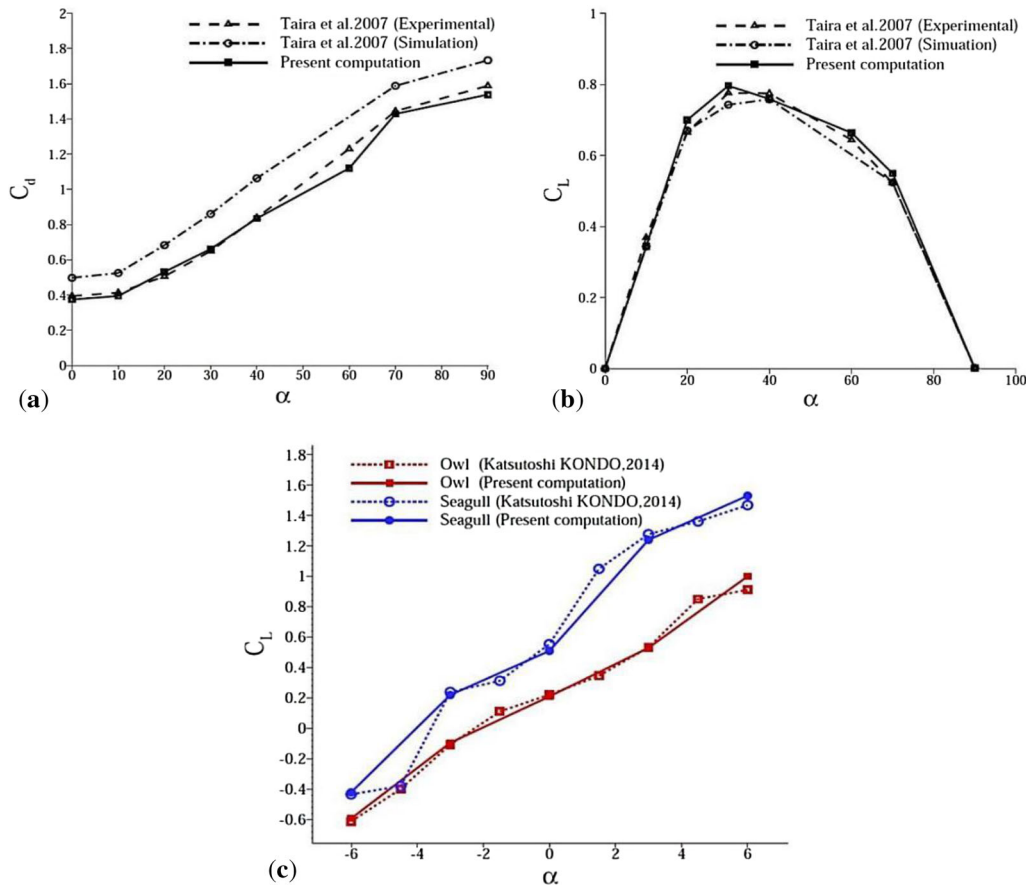 Taira et al.2007 (Experimental)
Taira et al.2007 (Simulation)
Present computation
2
1.8
1.6
1.4
1.2
1
0.8
0.6
0.4
0.2
0
C_d
0 10 20 30 40 60 70 80 90
α
(a)
Taira et al.2007 (Experimental)
Taira et al.2007 (Simuation)
Present computation
1
0.8
0.6
0.4
0.2
0
C_L
0 20 40 60 80 100
α
(b)
Owl (Katsutoshi KONDO,2014)
Owl (Present computation)
Seagull (Katsutoshi KONDO,2014)
Seagull (Present computation)
1.8
1.6
1.4
1.2
1
0.8
0.6
0.4
0.2
0
-0.2
-0.4
-0.6
C_L
-6 -4 -2 0 2 4 6
α
(c)